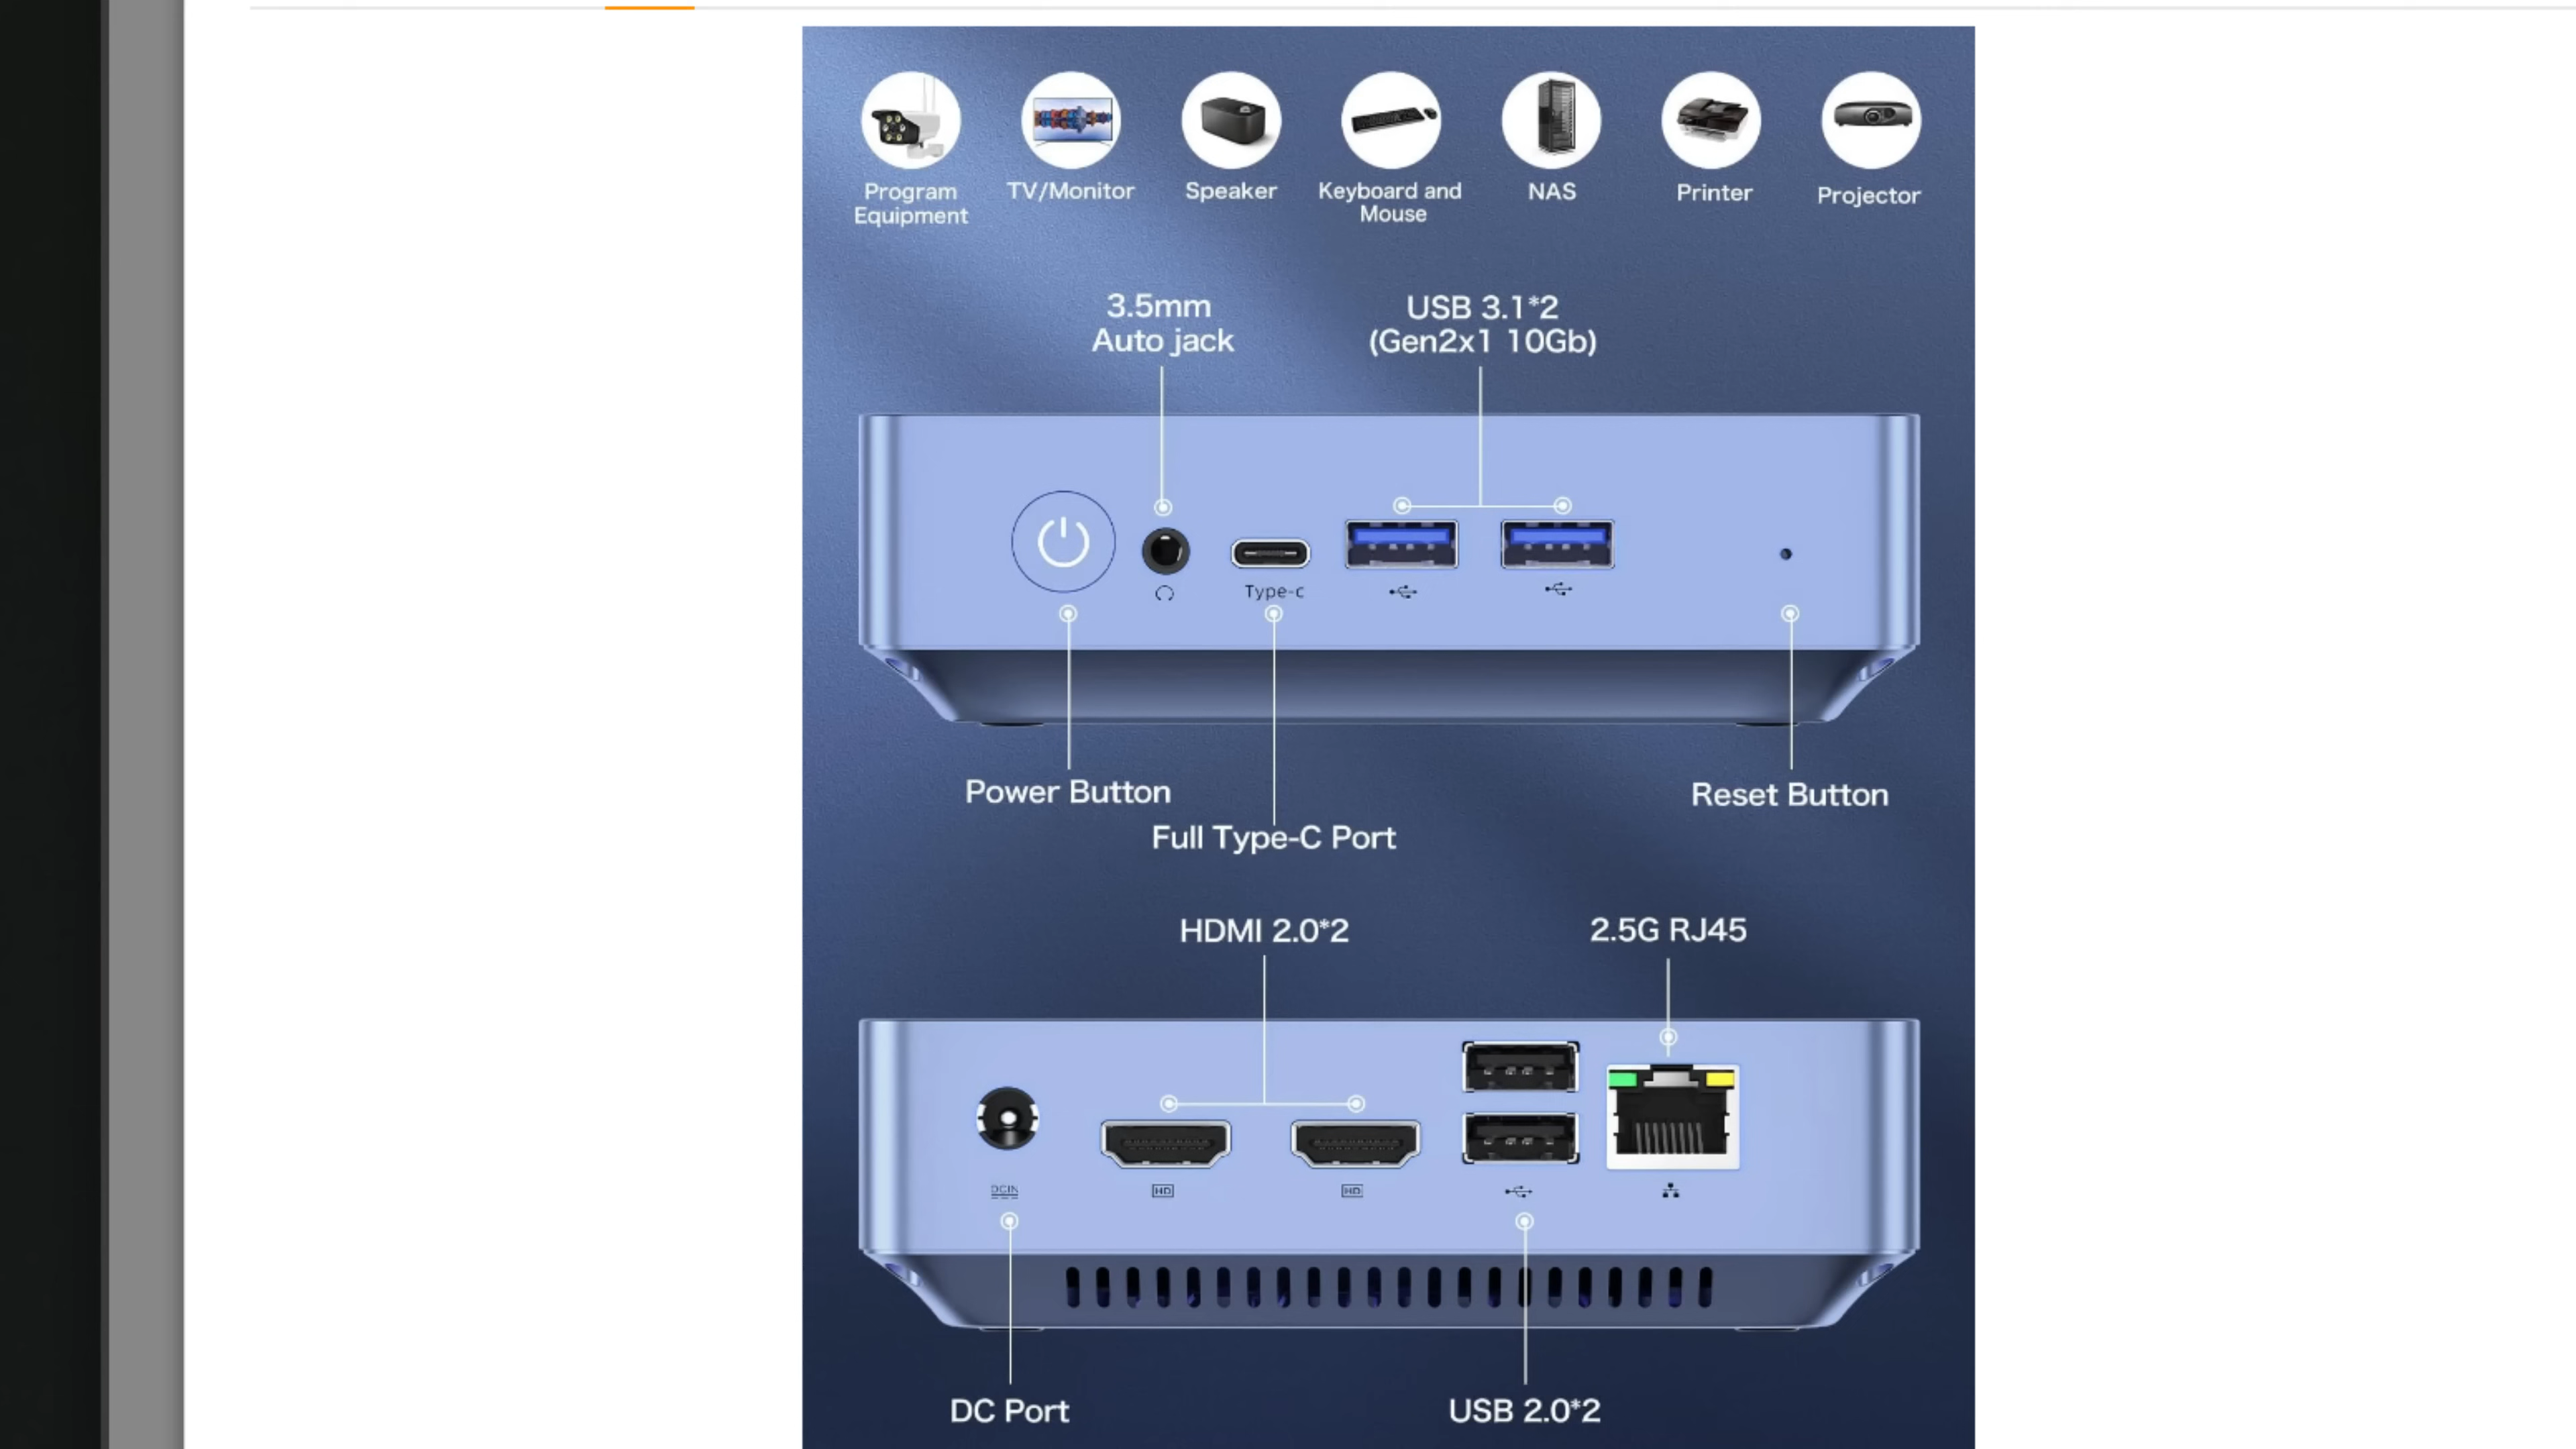 Program
Equipment
TV/Monitor
Speaker
Keyboard and
Mouse
NAS
Printer
Projector
3.5mm
Auto jack
USB 3.1*2
(Gen2x1 10Gb)
Type-c
Power Button
Reset Button
Full Type-C Port
HDMI 2.0*2
2.5G RJ45
DCIN
HD
HD
DC Port
USB 2.0*2